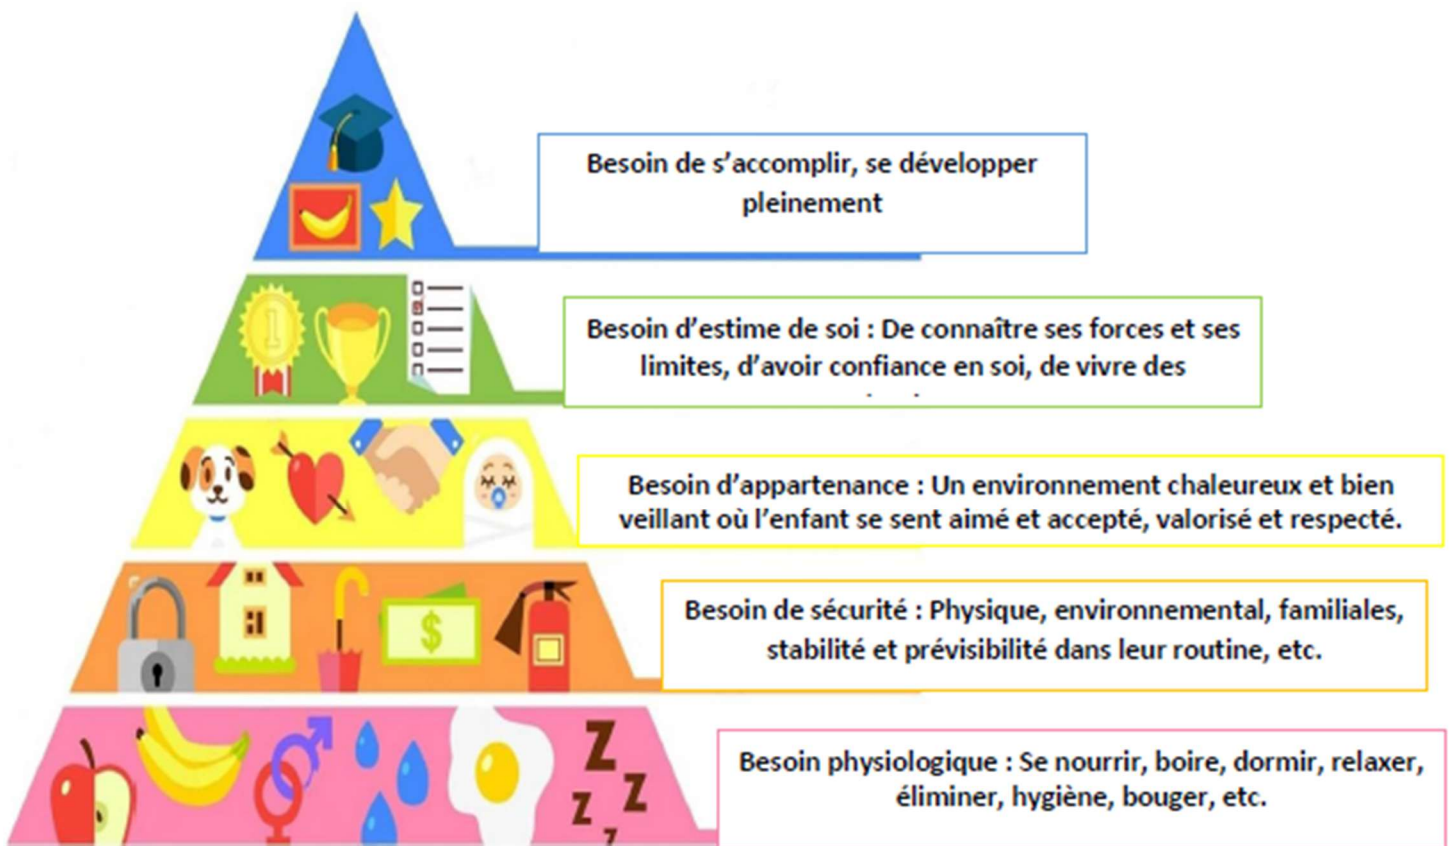 Besoin de s’accomplir, se développer
pleinement
1
Besoin d’estime de soi : De connaître ses forces et ses
limites, d’avoir confiance en soi, de vivre des
Besoin d’appartenance : Un environnement chaleureux et bien
veillant où l’enfant se sent aimé et accepté, valorisé et respecté.
$
Besoin de sécurité : Physique, environnemental, familiales,
stabilité et prévisibilité dans leur routine, etc.
Z
Z
Z
Z
Besoin physiologique : Se nourrir, boire, dormir, relaxer,
éliminer, hygiène, bouger, etc.